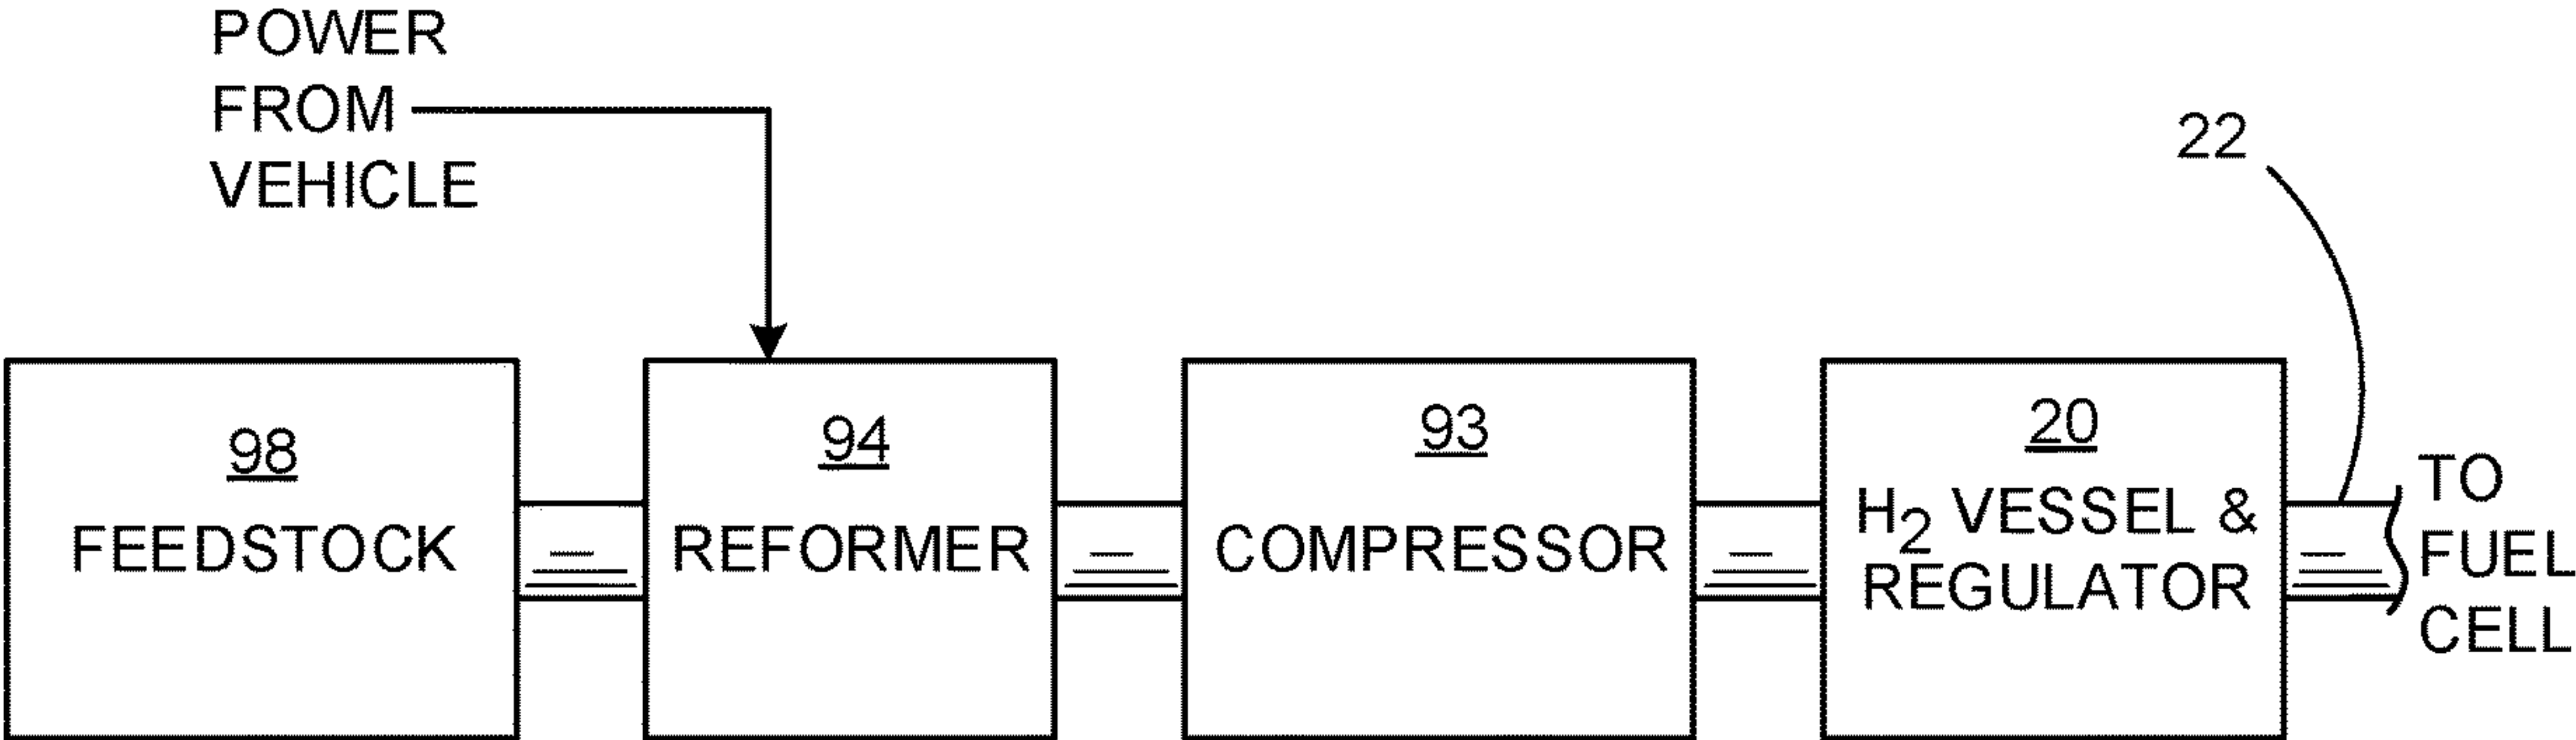 POWER
FROM
VEHICLE
22
98
FEEDSTOCK
94
REFORMER
93
COMPRESSOR
20
H2 VESSEL &
REGULATOR
TO
FUEL
CELL